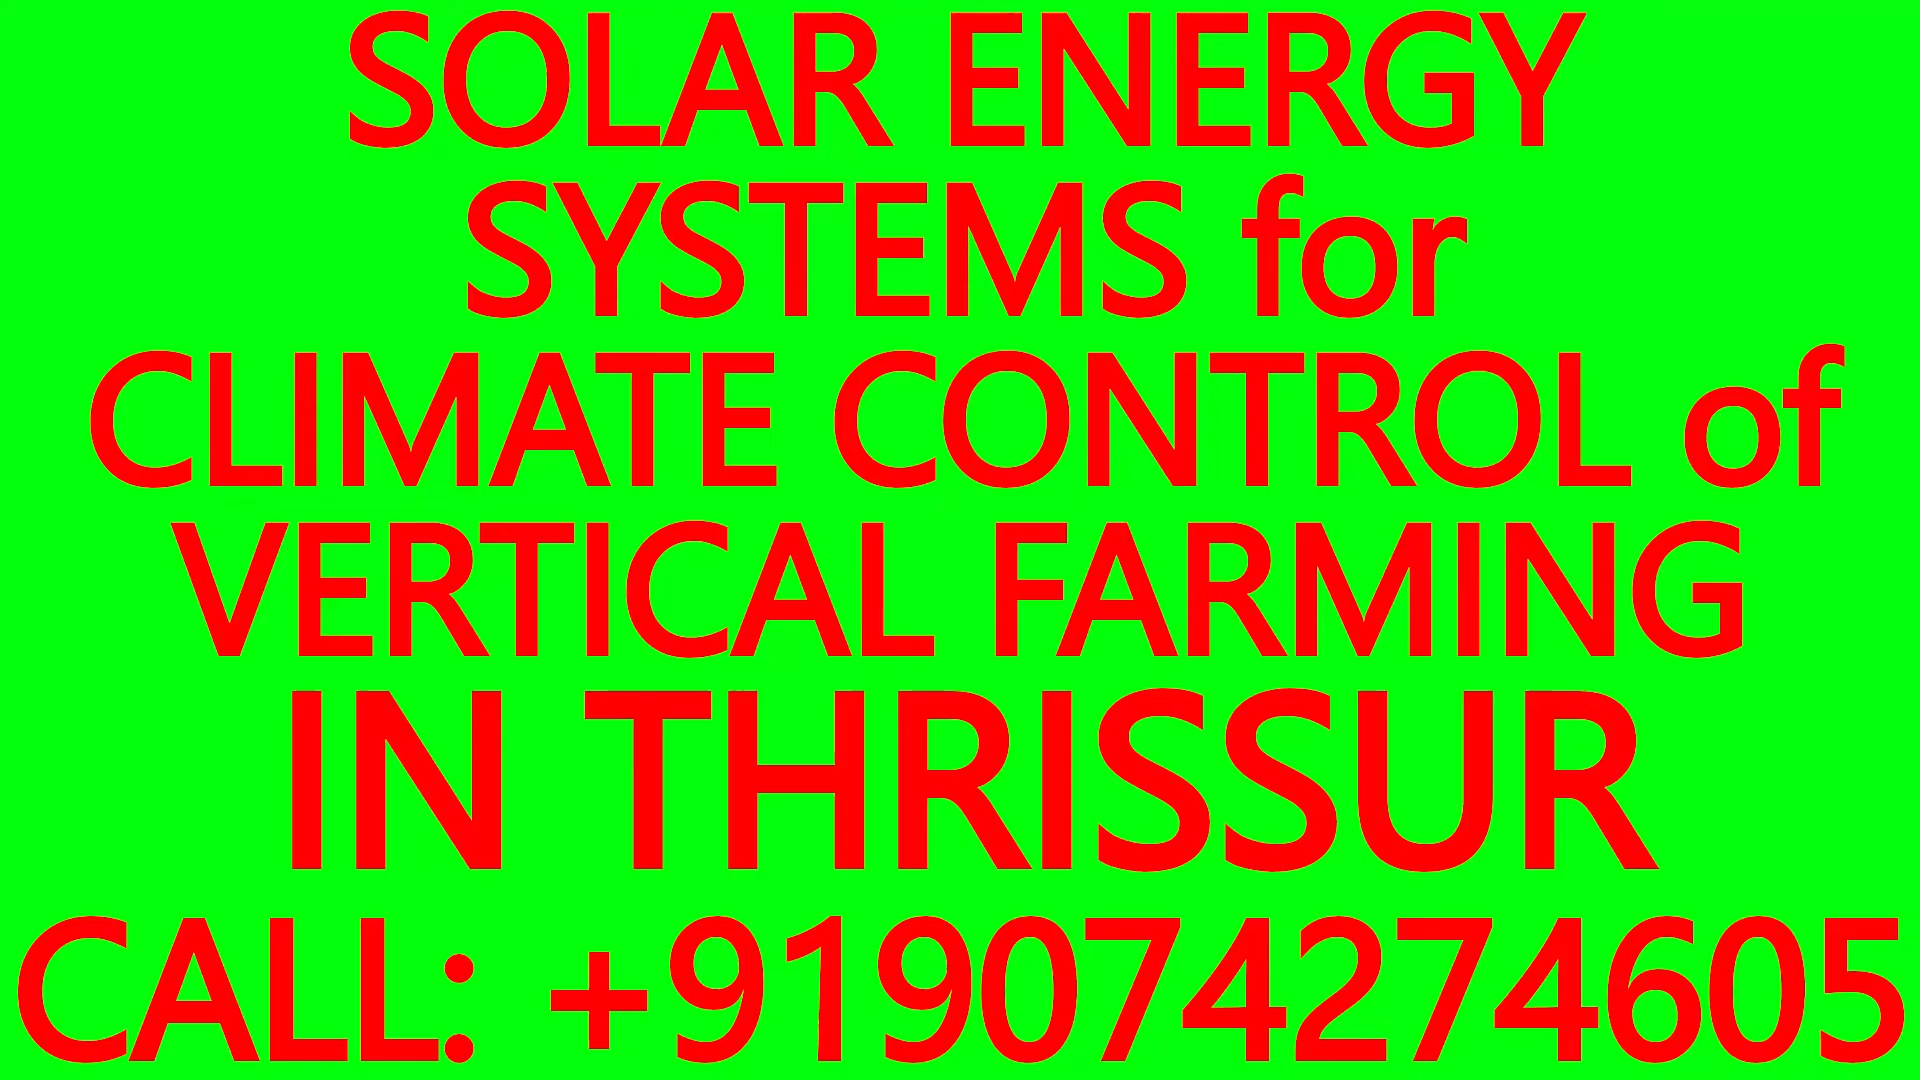 SOLAR ENERGY
SYSTEMS for
CLIMATE CONTROL of
VERTICAL FARMING
IN THRISSUR
CALL: +919074274605